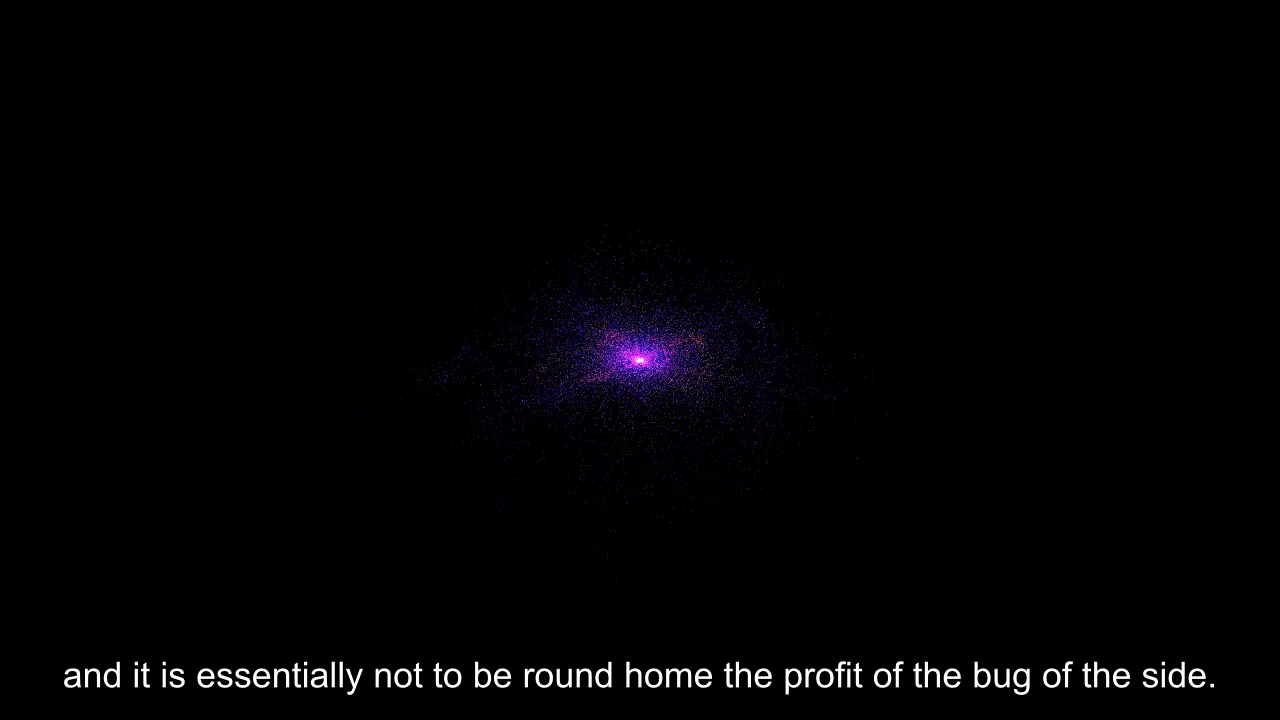 and it is essentially not to be round home the profit of the bug of the side.